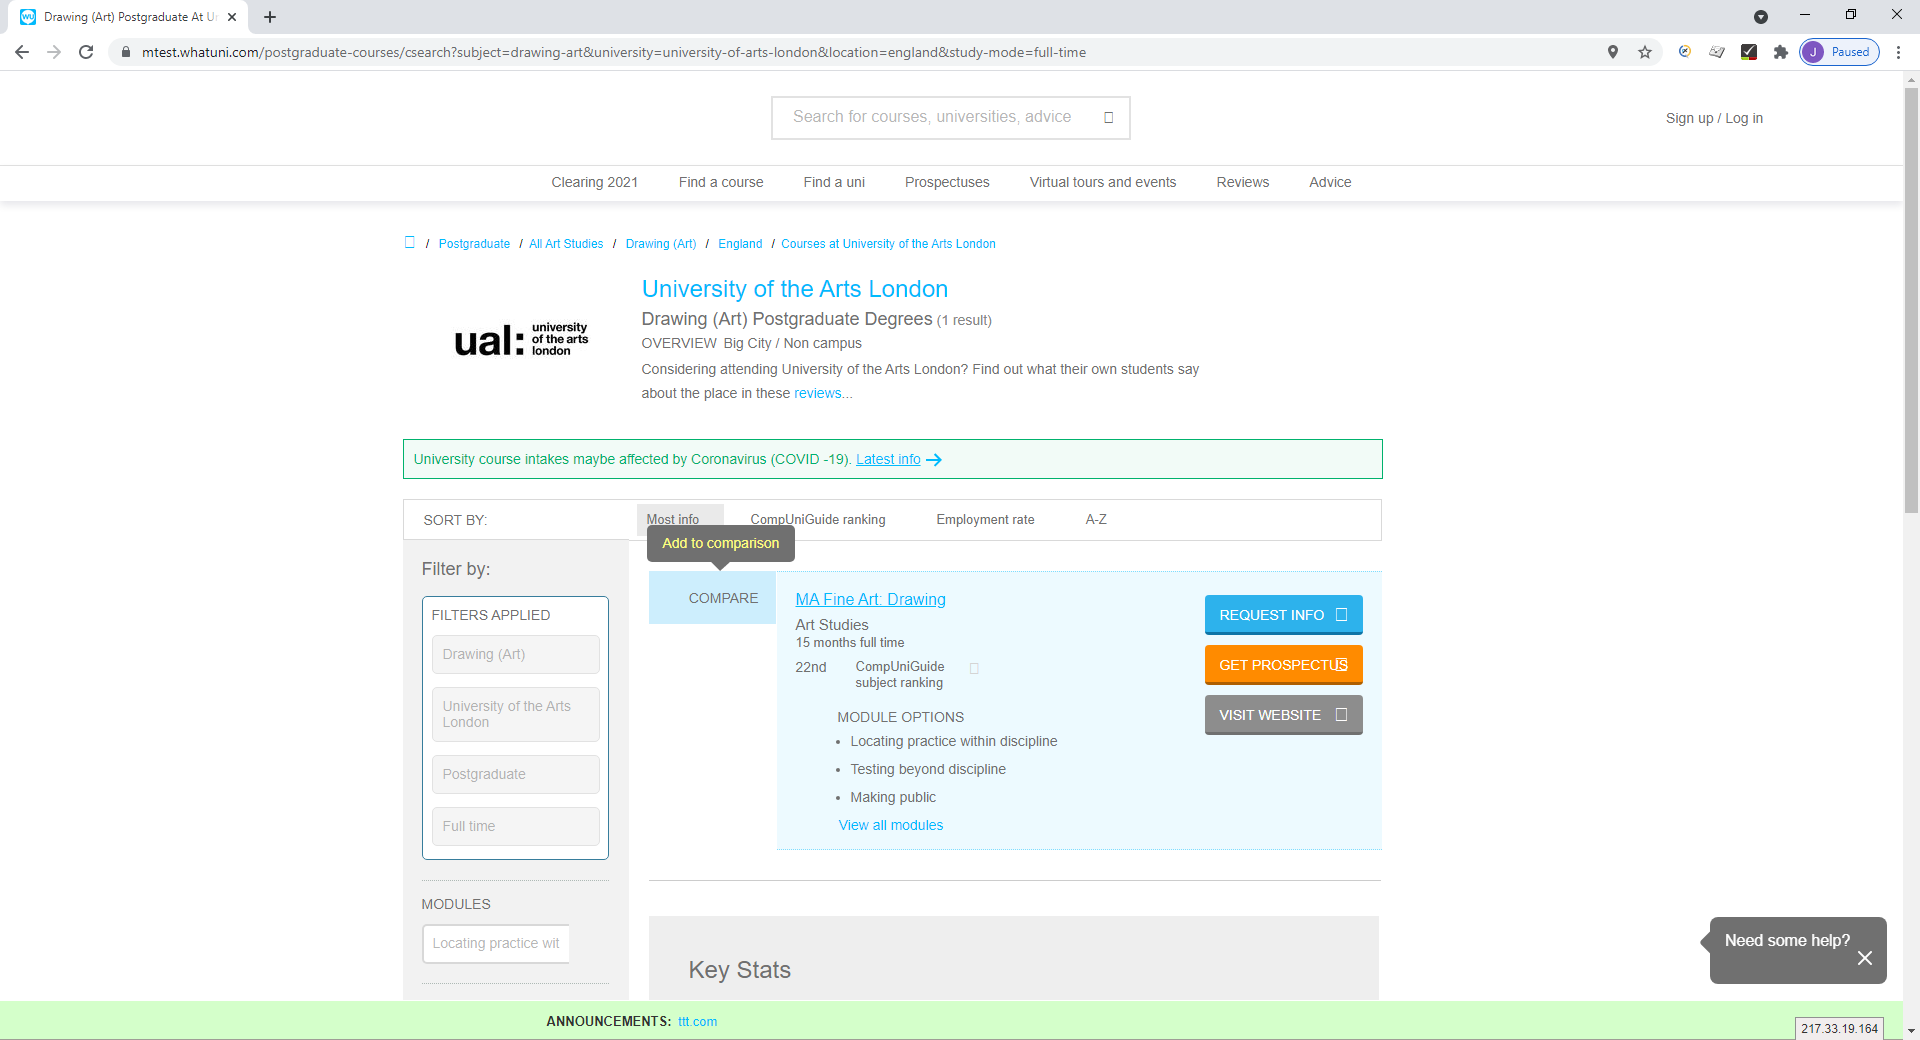 Drawing (Art) Postgraduate At U
mtest.whatuni.com/postgraduate-courses/csearch?subject=drawing-art&university=university-of-arts-london&location=england&study-mode=full-time
J Paused
Search for courses, universities, advice
Sign up / Log in
Clearing 2021 Find a course Find a uni Prospectuses Virtual tours and events Reviews Advice
/ Postgraduate / All Art Studies / Drawing (Art) / England / Courses at University of the Arts London
ual: university of the arts london
University of the Arts London
Drawing (Art) Postgraduate Degrees (1 result)
OVERVIEW Big City / Non campus
Considering attending University of the Arts London? Find out what their own students say
about the place in these reviews...
University course intakes maybe affected by Coronavirus (COVID -19). Latest info
SORT BY: Most info CompUniGuide ranking Employment rate A-Z
Add to comparison
Filter by:
FILTERS APPLIED
Drawing (Art)
University of the Arts
London
Postgraduate
Full time
MODULES
Locating practice wit
COMPARE
MA Fine Art: Drawing
Art Studies
15 months full time
22nd CompUniGuide
subject ranking
MODULE OPTIONS
• Locating practice within discipline
• Testing beyond discipline
• Making public
View all modules
REQUEST INFO
GET PROSPECTUS
VISIT WEBSITE
Key Stats
Need some help?
ANNOUNCEMENTS: ttt.com
217.33.19.164